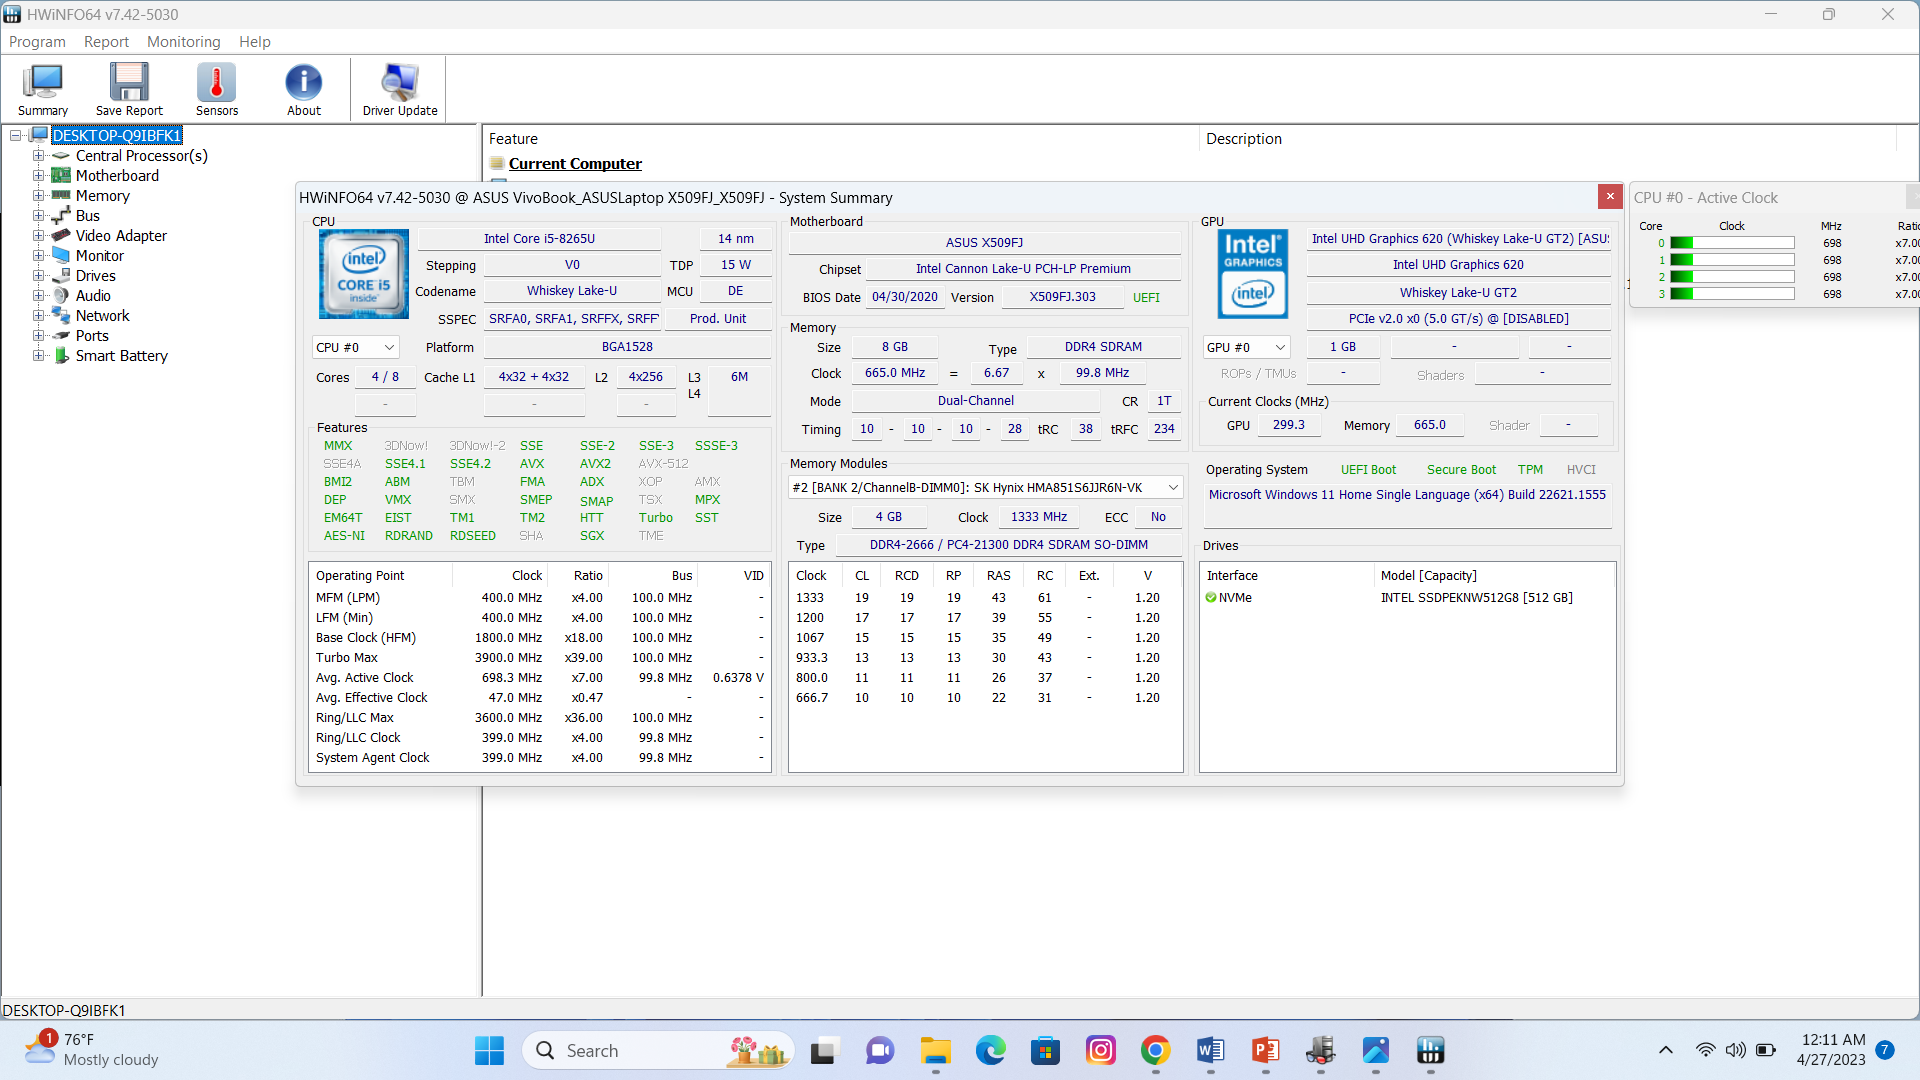 HWiNFO64 v7.42-5030
Program Report Monitoring Help
Summary Save Report Sensors About Driver Update
DESKTOP-Q9IBFK1
Central Processor(s)
Motherboard
Memory
Bus
Video Adapter
Monitor
Drives
Audio
Network
Ports
Smart Battery
Feature Description
Current Computer
HWiNFO64 v7.42-5030 @ ASUS VivoBook_ASUSLaptop X509FJ_X509FJ - System Summary
CPU
intel CORE i5 inside
Intel Core i5-8265U 14 nm
Stepping V0 TDP 15 W
Codename Whiskey Lake-U MCU DE
SSPEC SRFA0, SRFA1, SRFFX, SRFF Prod. Unit
CPU #0 Platform BGA1528
Cores 4 / 8 Cache L1 4x32 + 4x32 L2 4x256 L3 6M
- - - L4
Features
MMX 3DNow! 3DNow!-2 SSE SSE-2 SSE-3 SSSE-3
SSE4A SSE4.1 SSE4.2 AVX AVX2 AVX-512
BMI2 ABM TBM FMA ADX XOP AMX
DEP VMX SMX SMEP SMAP TSX MPX
EM64T EIST TM1 TM2 HTT Turbo SST
AES-NI RDRAND RDSEED SHA SGX TME
Operating Point Clock Ratio Bus VID
MFM (LPM) 400.0 MHz x4.00 100.0 MHz -
LFM (Min) 400.0 MHz x4.00 100.0 MHz -
Base Clock (HFM) 1800.0 MHz x18.00 100.0 MHz -
Turbo Max 3900.0 MHz x39.00 100.0 MHz -
Avg. Active Clock 698.3 MHz x7.00 99.8 MHz 0.6378 V
Avg. Effective Clock 47.0 MHz x0.47 - -
Ring/LLC Max 3600.0 MHz x36.00 100.0 MHz -
Ring/LLC Clock 399.0 MHz x4.00 99.8 MHz -
System Agent Clock 399.0 MHz x4.00 99.8 MHz -
Motherboard
ASUS X509FJ
Chipset Intel Cannon Lake-U PCH-LP Premium
BIOS Date 04/30/2020 Version X509FJ.303 UEFI
Memory
Size 8 GB Type DDR4 SDRAM
Clock 665.0 MHz = 6.67 x 99.8 MHz
Mode Dual-Channel CR 1T
Timing 10 - 10 - 10 - 28 tRC 38 tRFC 234
Memory Modules
#2 [BANK 2/ChannelB-DIMM0]: SK Hynix HMA851S6JJR6N-VK
Size 4 GB Clock 1333 MHz ECC No
Type DDR4-2666 / PC4-21300 DDR4 SDRAM SO-DIMM
Clock CL RCD RP RAS RC Ext. V
1333 19 19 19 43 61 - 1.20
1200 17 17 17 39 55 - 1.20
1067 15 15 15 35 49 - 1.20
933.3 13 13 13 30 43 - 1.20
800.0 11 11 11 26 37 - 1.20
666.7 10 10 10 22 31 - 1.20
GPU
Intel GRAPHICS intel
Intel UHD Graphics 620 (Whiskey Lake-U GT2) [ASUS
Intel UHD Graphics 620
Whiskey Lake-U GT2
PCIe v2.0 x0 (5.0 GT/s) @ [DISABLED]
GPU #0 1 GB - -
ROPs / TMUs - Shaders -
Current Clocks (MHz)
GPU 299.3 Memory 665.0 Shader -
Operating System UEFI Boot Secure Boot TPM HVCI
Microsoft Windows 11 Home Single Language (x64) Build 22621.1555
Drives
Interface Model [Capacity]
NVMe INTEL SSDPEKNW512G8 [512 GB]
CPU #0 - Active Clock
Core Clock MHz Ratio
0 698 x7.00
1 698 x7.00
2 698 x7.00
3 698 x7.00
DESKTOP-Q9IBFK1
1 76°F
Mostly cloudy
Search
12:11 AM
4/27/2023
7